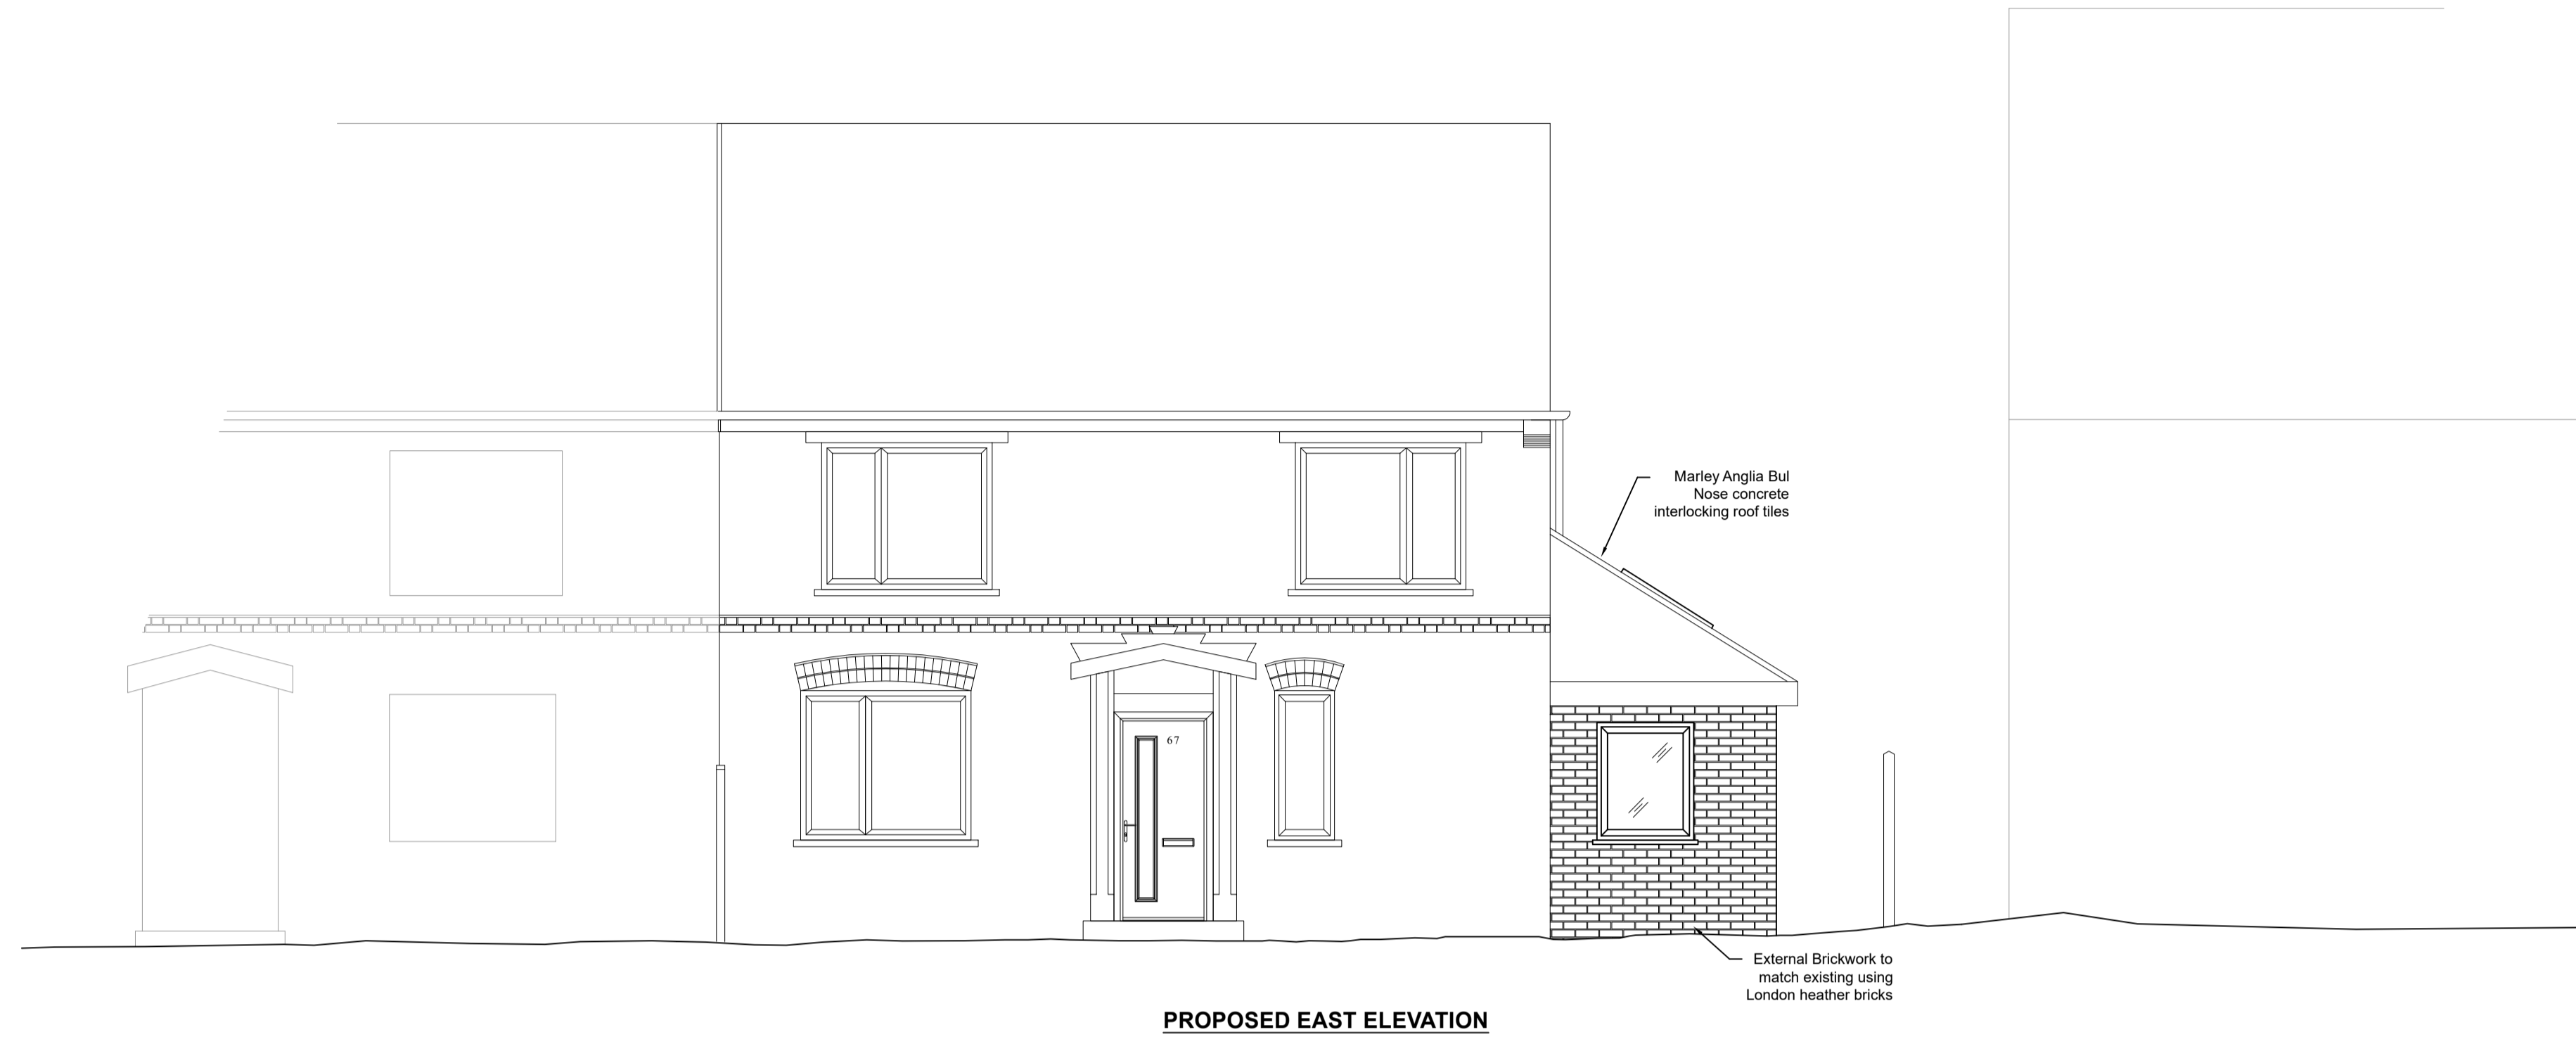 Marley Anglia Bul
Nose concrete
interlocking roof tiles
67
External Brickwork to
match existing using
London heather bricks
PROPOSED EAST ELEVATION